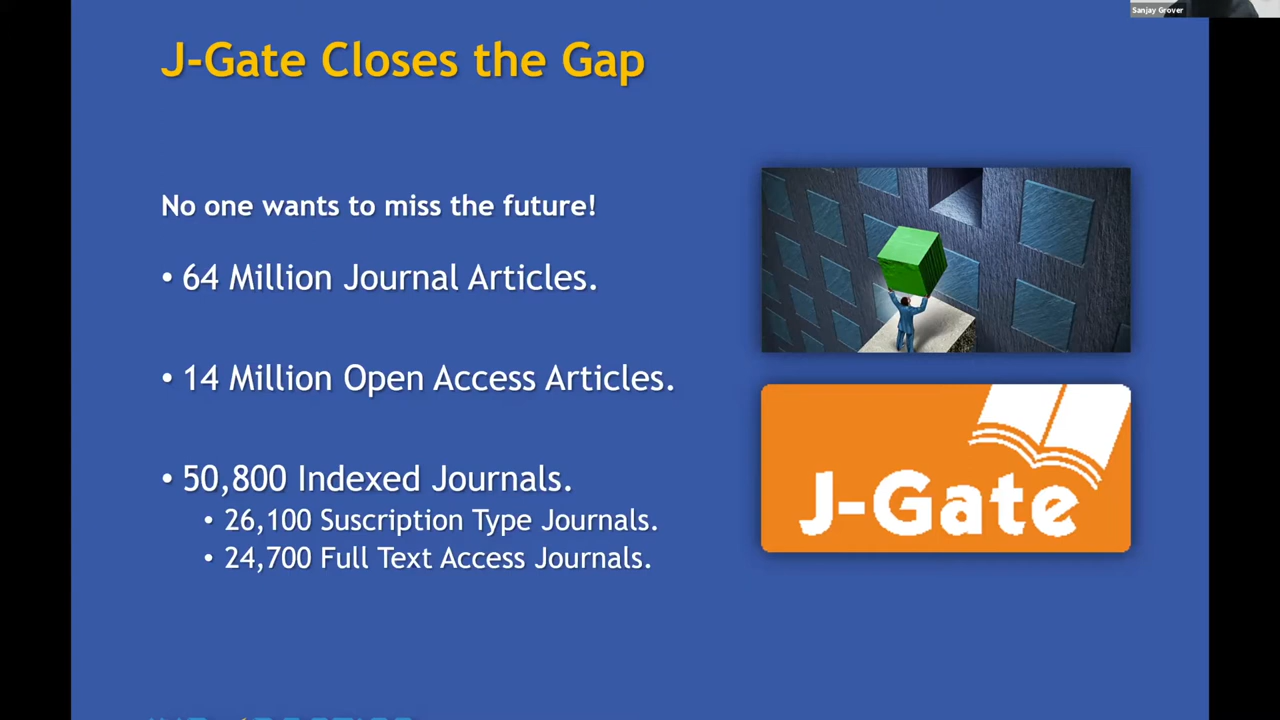 Sanjay Grover
J-Gate Closes the Gap
No one wants to miss the future!
• 64 Million Journal Articles.
• 14 Million Open Access Articles.
• 50,800 Indexed Journals.
• 26,100 Suscription Type Journals.
• 24,700 Full Text Access Journals.
J-Gate